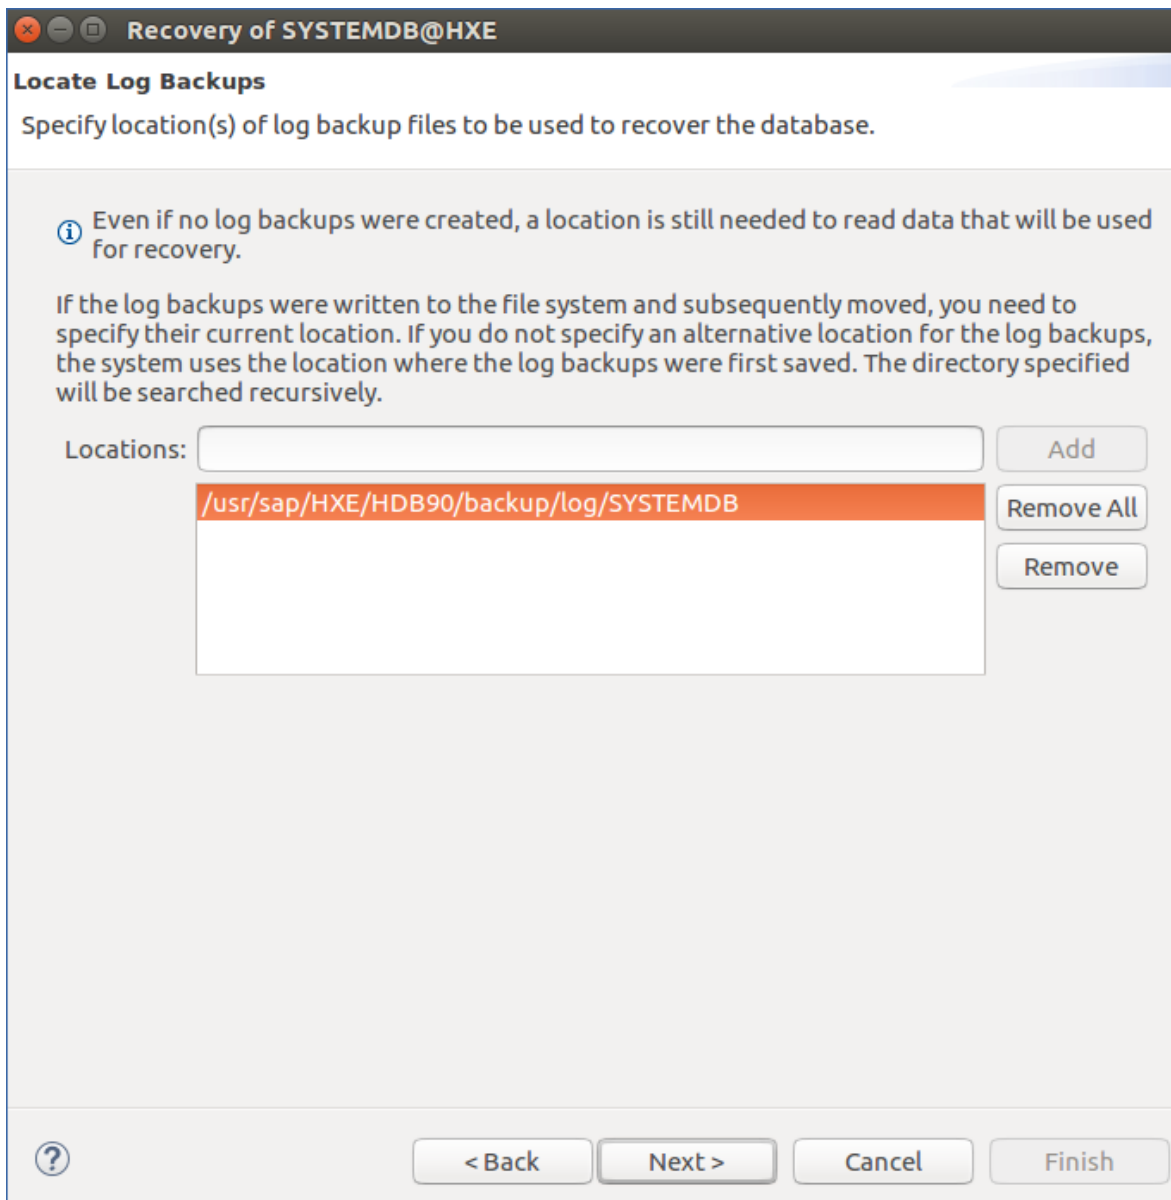 Recovery of SYSTEMDB@HXE
Locate Log Backups
Specify location(s) of log backup files to be used to recover the database.
Even if no log backups were created, a location is still needed to read data that will be used
for recovery.
If the log backups were written to the file system and subsequently moved, you need to
specify their current location. If you do not specify an alternative location for the log backups,
the system uses the location where the log backups were first saved. The directory specified
will be searched recursively.
Locations:
Add
/usr/sap/HXE/HDB90/backup/log/SYSTEMDB
Remove All
Remove
< Back
Next >
Cancel
Finish